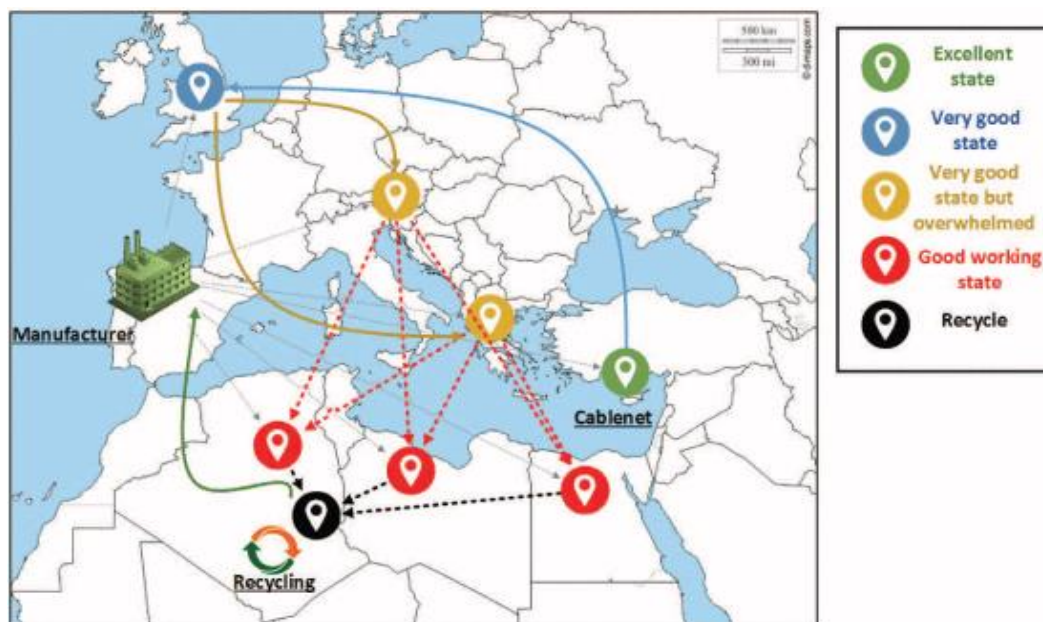 500 km
300 mi
© d-maps.com
Manufacturer
Cablenet
Recycling
Excellent
state
Very good
state
Very good
state but
overwhelmed
Good working
state
Recycle